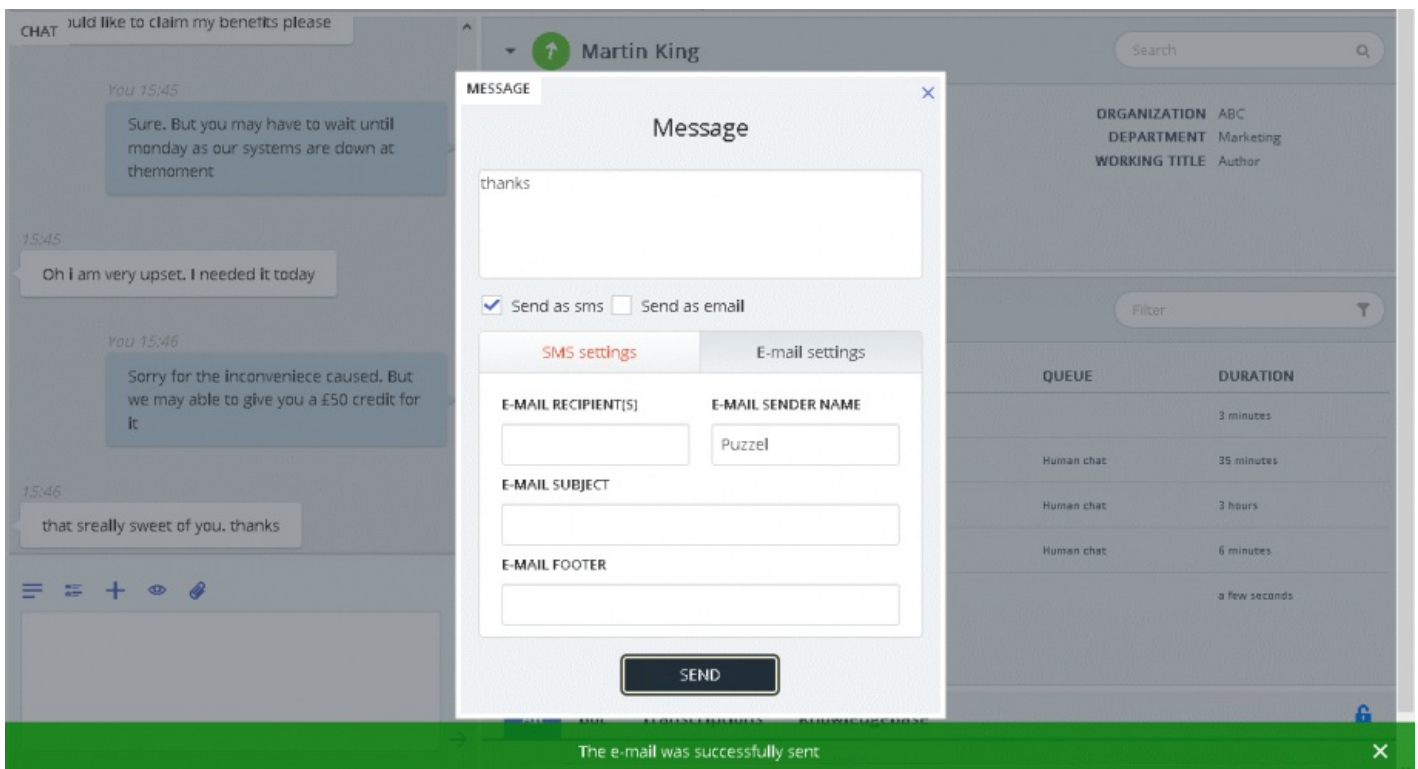 CHAT
ould like to claim my benefits please
You 15:45
Sure. But you may have to wait until
monday as our systems are down at
themoment
15:45
Oh i am very upset. I needed it today
You 15:46
Sorry for the inconveniece caused. But
we may able to give you a £50 credit for
it
15:46
that sreally sweet of you. thanks
Martin King
Search
ORGANIZATION ABC
DEPARTMENT Marketing
WORKING TITLE Author
MESSAGE
Message
thanks
Send as sms Send as email
SMS settings E-mail settings
E-MAIL RECIPIENT(S) E-MAIL SENDER NAME
Puzzel
E-MAIL SUBJECT
E-MAIL FOOTER
SEND
Filter
QUEUE DURATION
3 minutes
Human chat 35 minutes
Human chat 3 hours
Human chat 6 minutes
a few seconds
Bot Transcriptions Knowledgebase
The e-mail was successfully sent